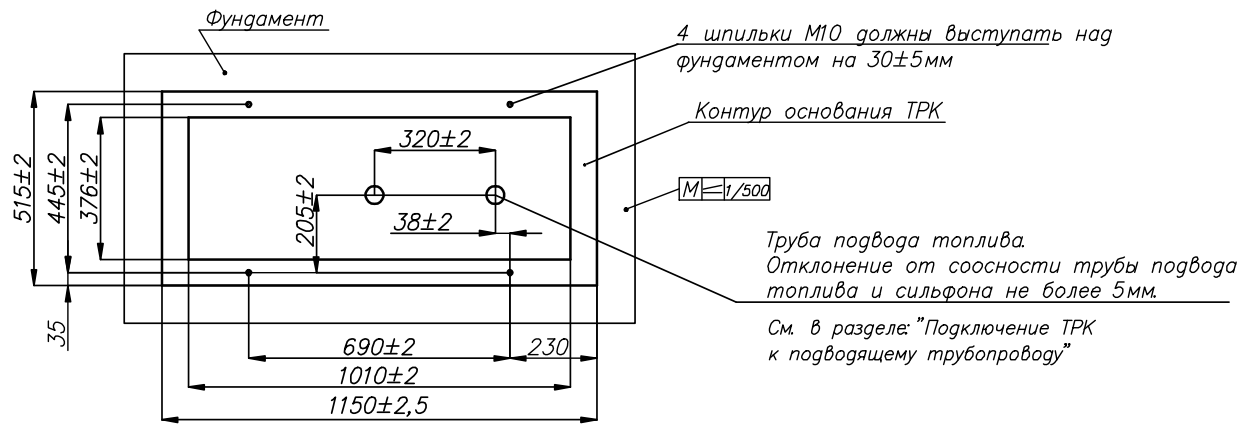 Фундамент
4 шпильки М10 должны выступать над
фундаментом на 30±5мм
Контур основания ТРК
515±2
445±2
376±2
320±2
205±2
38±2
М 1/500
Труба подвода топлива.
Отклонение от соосности трубы подвода
топлива и сильфона не более 5мм.
См. в разделе: "Подключение ТРК
к подводящему трубопроводу"
35
690±2
230
1010±2
1150±2,5